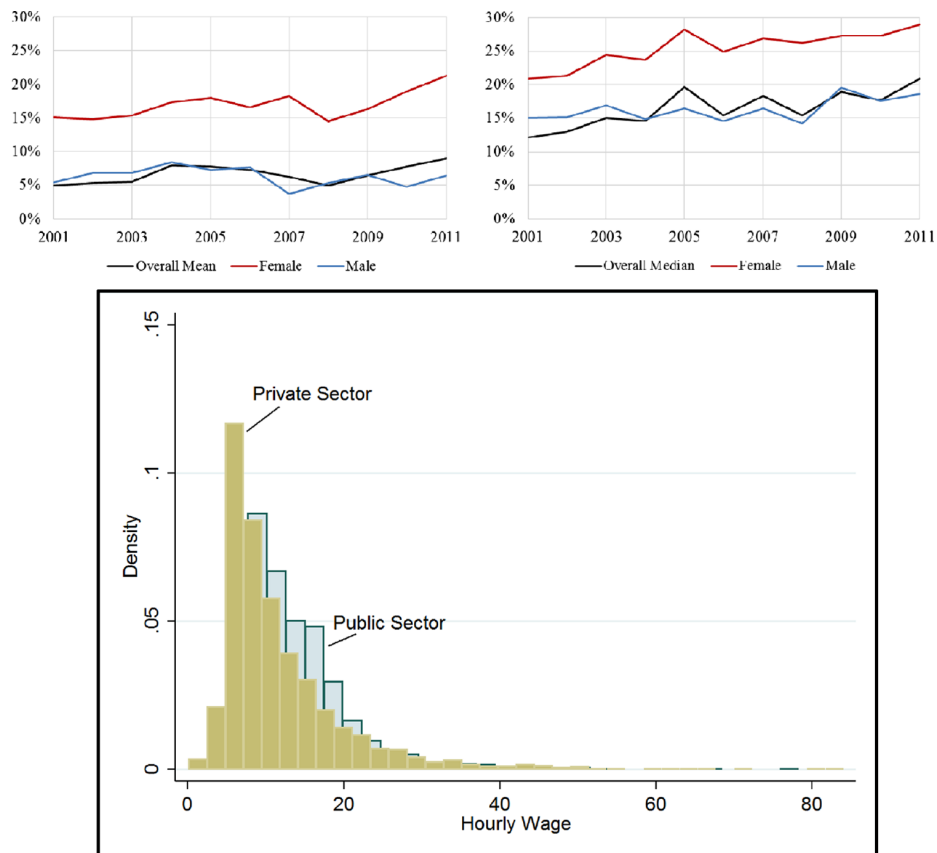 30%
25%
20%
15%
10%
5%
0%
2001 2003 2005 2007 2009 2011
Overall Mean Female Male
30%
25%
20%
15%
10%
5%
0%
2001 2003 2005 2007 2009 2011
Overall Median Female Male
.15
.1
.05
0
Density
Private Sector
Public Sector
0 20 40 60 80
Hourly Wage